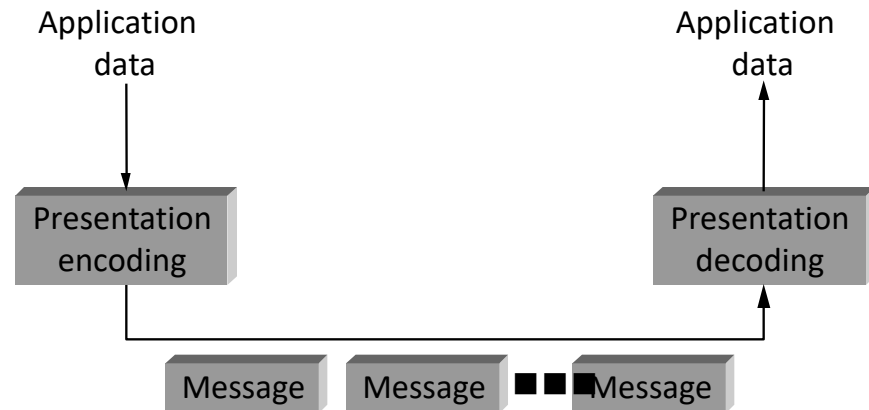 Application
data
Application
data
Presentation
encoding
Presentation
decoding
Message
Message
Message